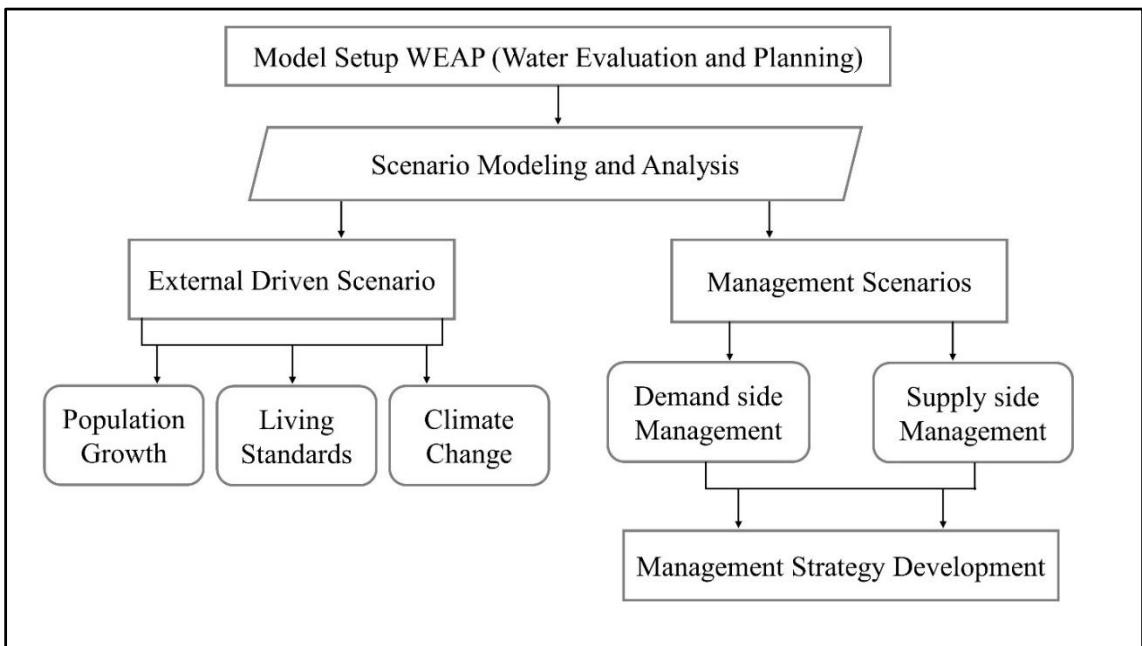 Model Setup WEAP (Water Evaluation and Planning)
Scenario Modeling and Analysis
External Driven Scenario
Management Scenarios
Population
Growth
Living
Standards
Climate
Change
Demand side
Management
Supply side
Management
Management Strategy Development